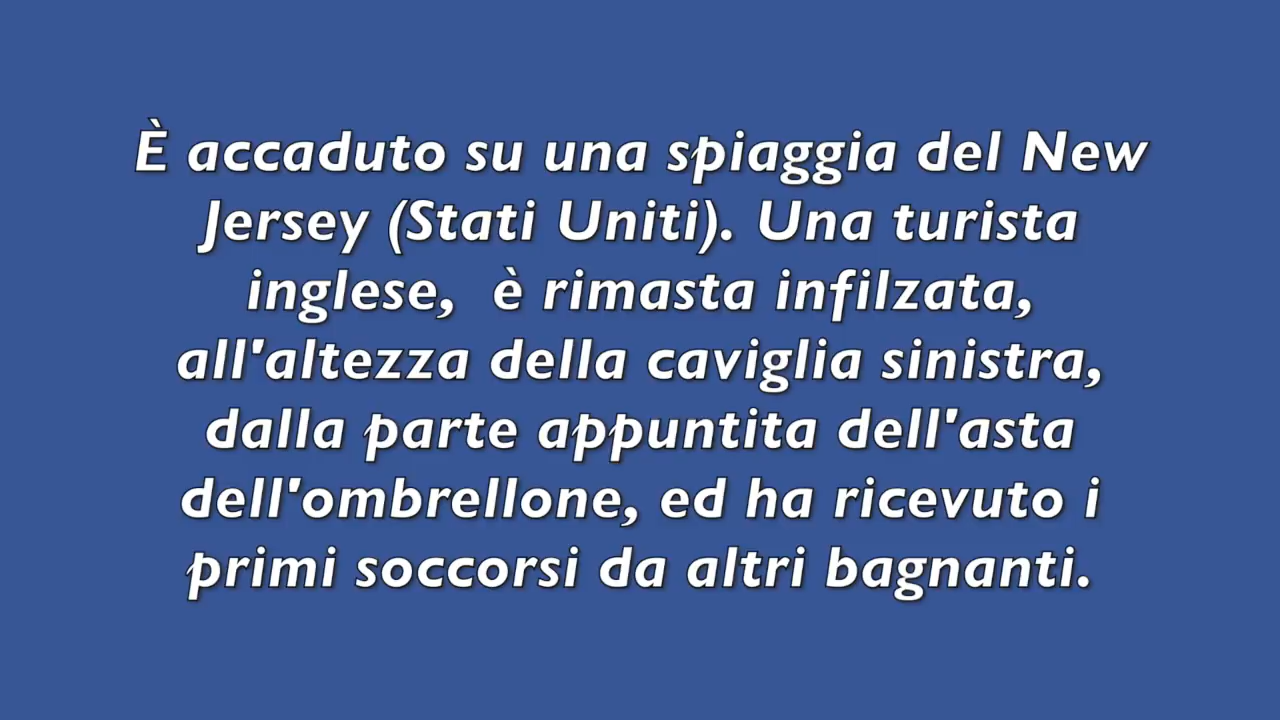 È accaduto su una spiaggia del New
Jersey (Stati Uniti). Una turista
inglese,  è rimasta infilzata,
all'altezza della caviglia sinistra,
dalla parte appuntita dell'asta
dell'ombrellone, ed ha ricevuto i
primi soccorsi da altri bagnanti.